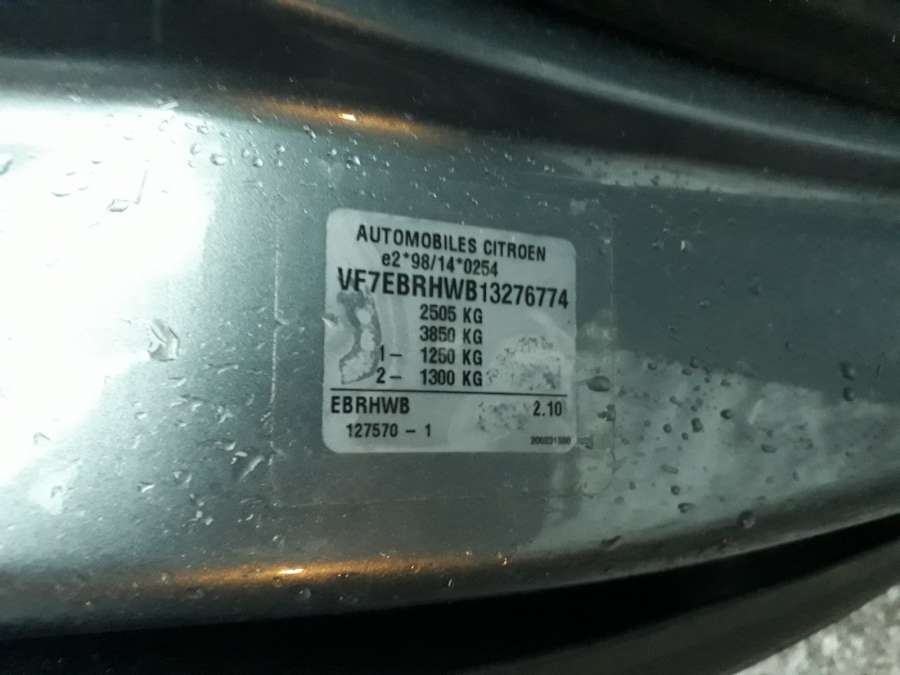 AUTOMOBILES CITROEN
e2*98/14*0254
VF7EBRHWB13276774
2505 KG
3850 KG
1- 1250 KG
2- 1300 KG
EBRHWB 2.10
127570 - 1